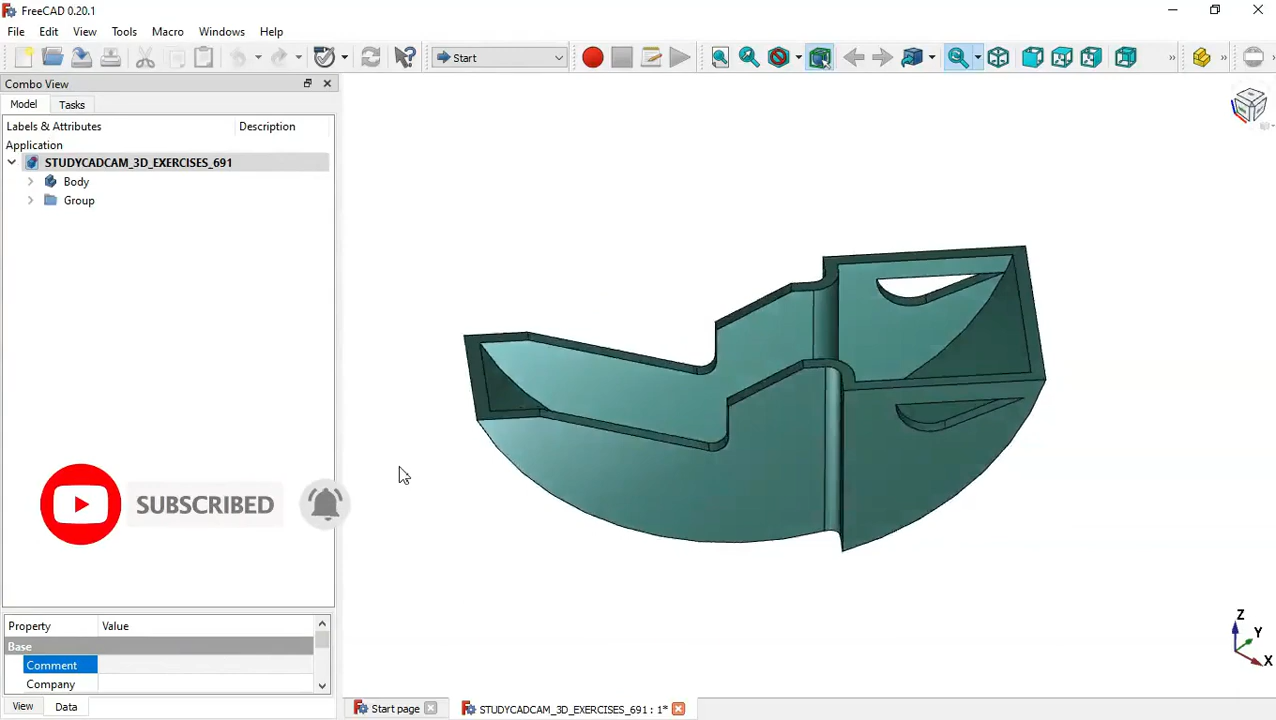 FreeCAD 0.20.1
File Edit View Tools Macro Windows Help
Start
Combo View
Model Tasks
Labels & Attributes Description
Application
STUDYCADCAM_3D_EXERCISES_691
Body
Group
SUBSCRIBED
Property Value
Base
Comment
Company
View Data
Start page STUDYCADCAM_3D_EXERCISES_691 : 1*
Z
Y
X